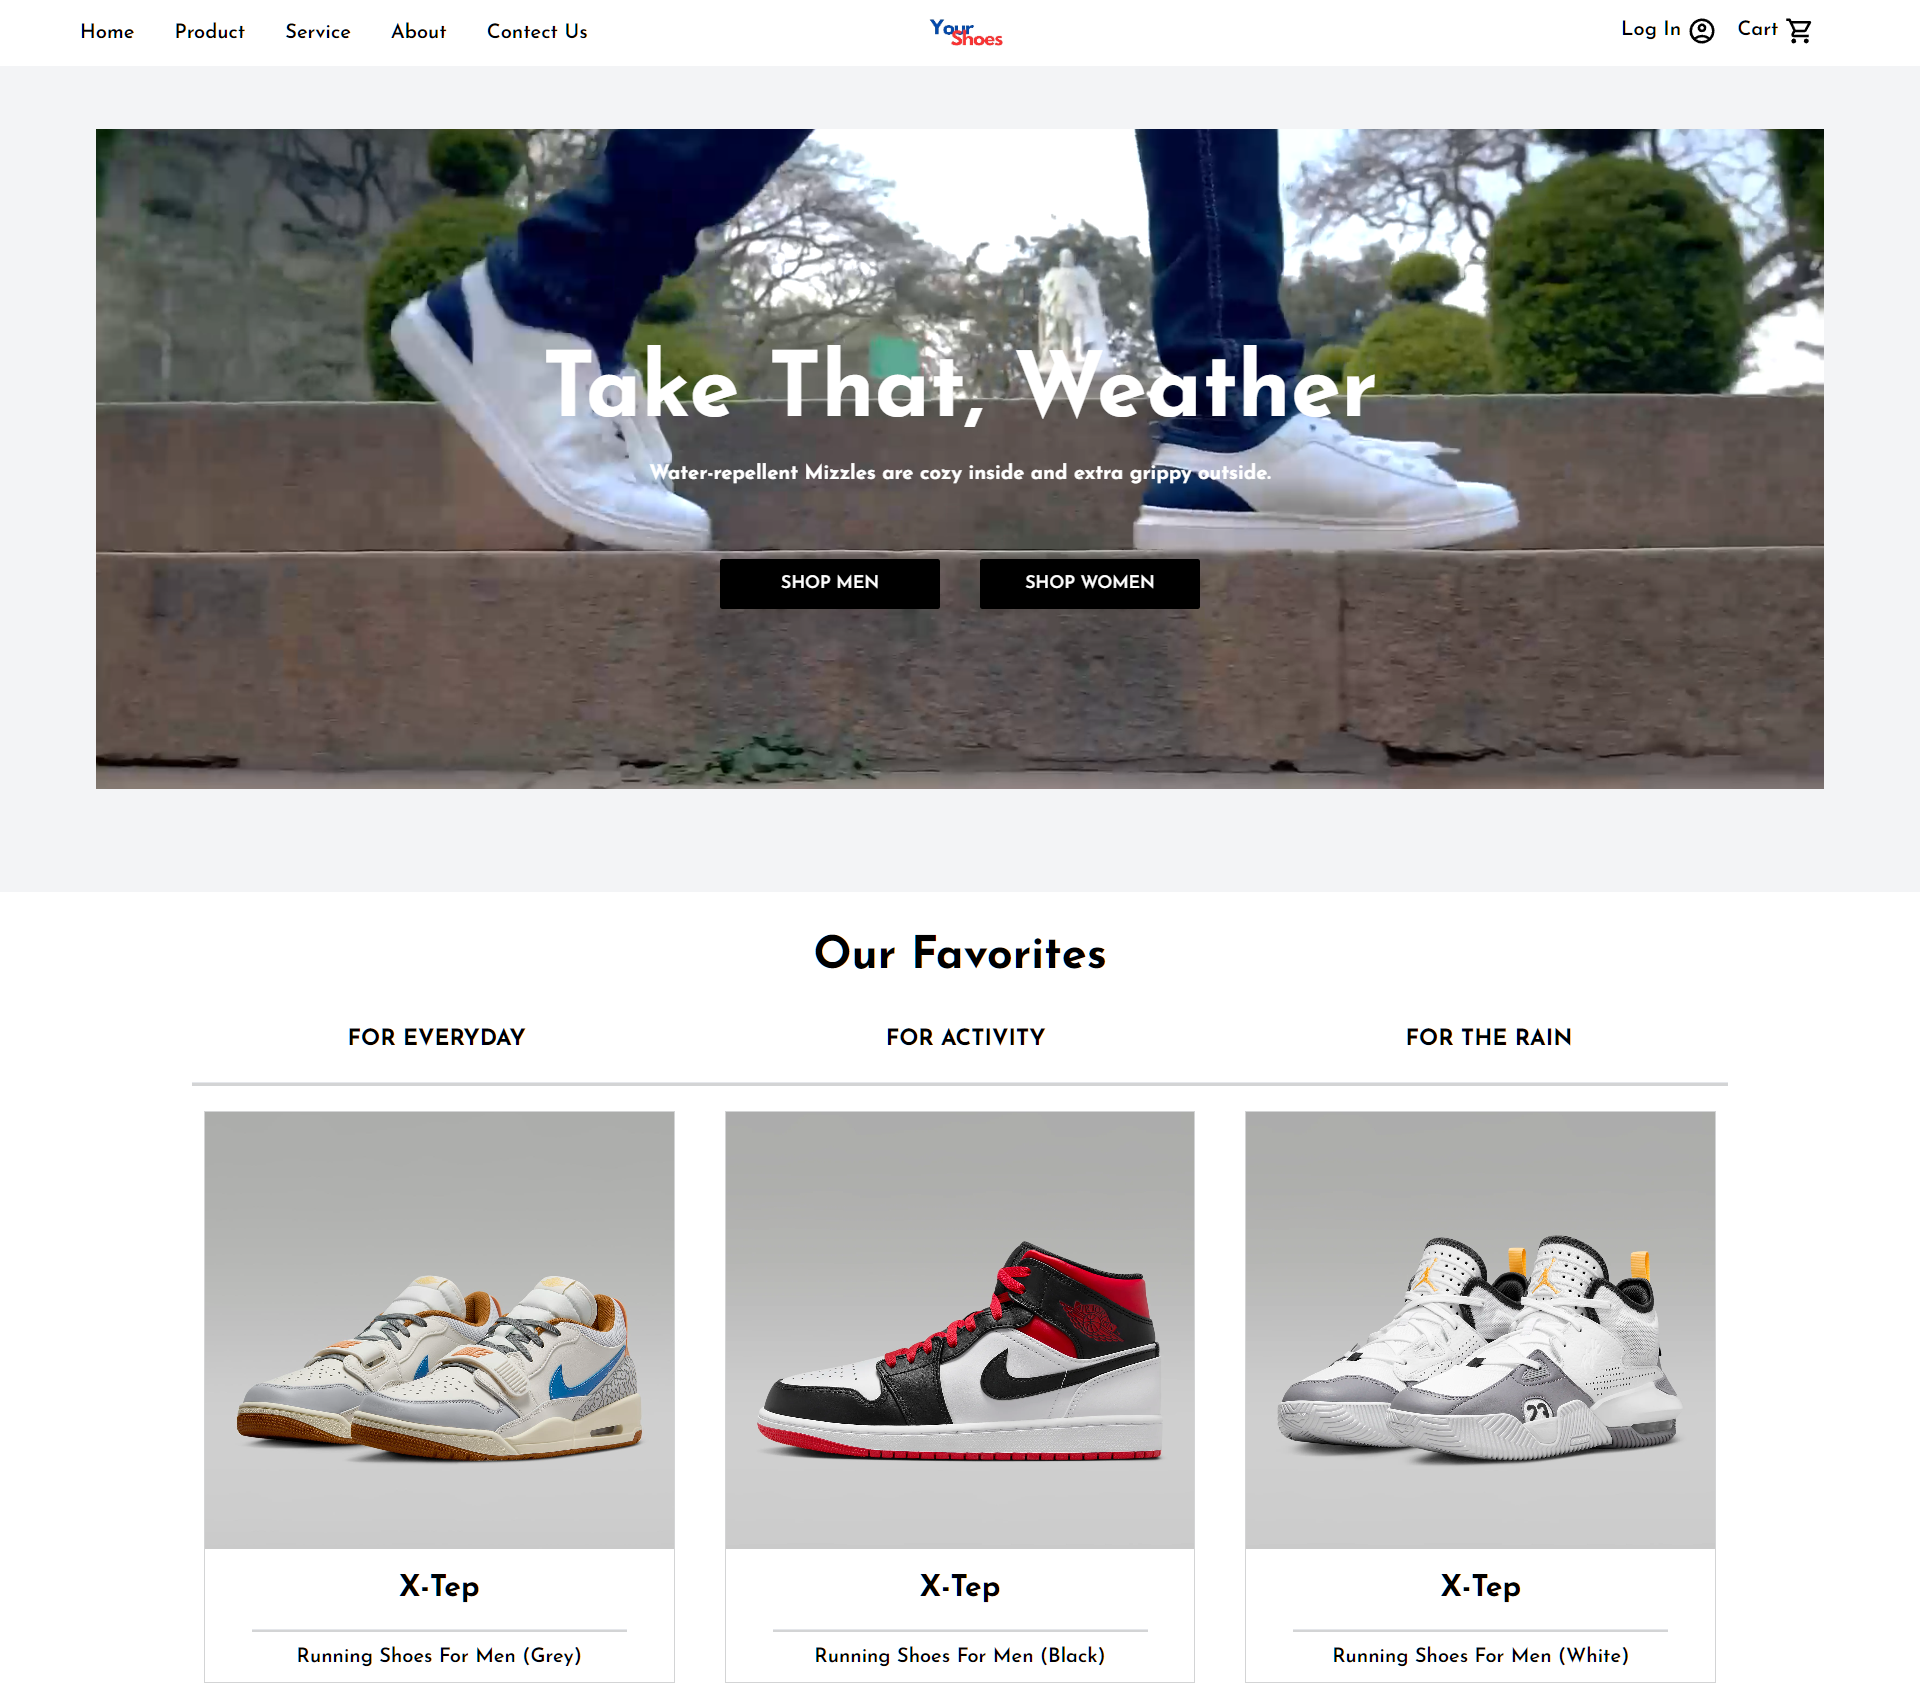 Home Product Service About Contact Us
Your
Shoes
Log In Cart
Take That, Weather
Water-repellent Mizzles are cozy inside and extra grippy outside.
SHOP MEN SHOP WOMEN
Our Favorites
FOR EVERYDAY FOR ACTIVITY FOR THE RAIN
23
X-Tep X-Tep X-Tep
Running Shoes For Men (Grey) Running Shoes For Men (Black) Running Shoes For Men (White)